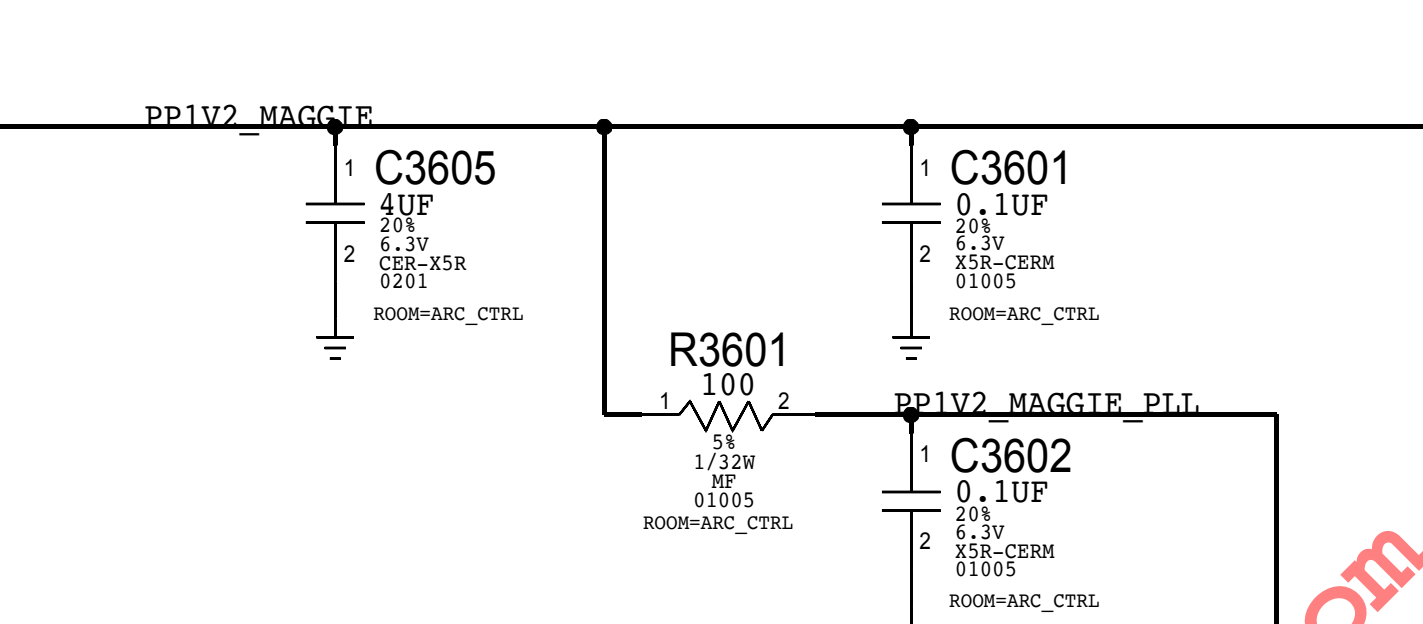 PP1V2_MAGGIE
1
C3605
4UF
20%
6.3V
2
CER-X5R
0201
ROOM=ARC_CTRL
1
C3601
0.1UF
20%
6.3V
2
X5R-CERM
01005
ROOM=ARC_CTRL
R3601
100
1
2
5%
1/32W
MF
01005
ROOM=ARC_CTRL
PP1V2_MAGGIE_PLL
1
C3602
0.1UF
20%
6.3V
2
X5R-CERM
01005
ROOM=ARC_CTRL
om